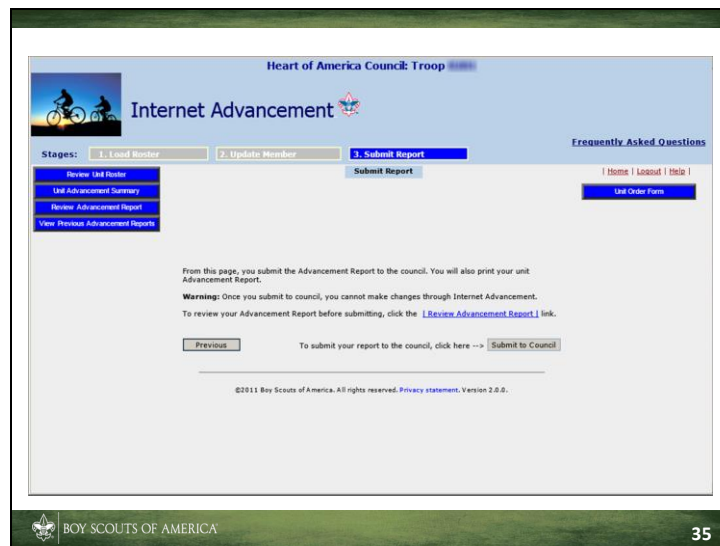 Heart of America Council: Troop
Internet Advancement
Frequently Asked Questions
Stages: 1. Load Roster 2. Update Member 3. Submit Report
Review Unit Roster
Unit Advancement Summary
Review Advancement Report
View Previous Advancement Reports
Submit Report
| Home | Logout | Help |
Unit Order Form
From this page, you submit the Advancement Report to the council. You will also print your unit
Advancement Report.
Warning: Once you submit to council, you cannot make changes through Internet Advancement.
To review your Advancement Report before submitting, click the [ Review Advancement Report ] link.
Previous To submit your report to the council, click here --> Submit to Council
©2011 Boy Scouts of America. All rights reserved. Privacy statement. Version 2.0.0.
BOY SCOUTS OF AMERICA
35